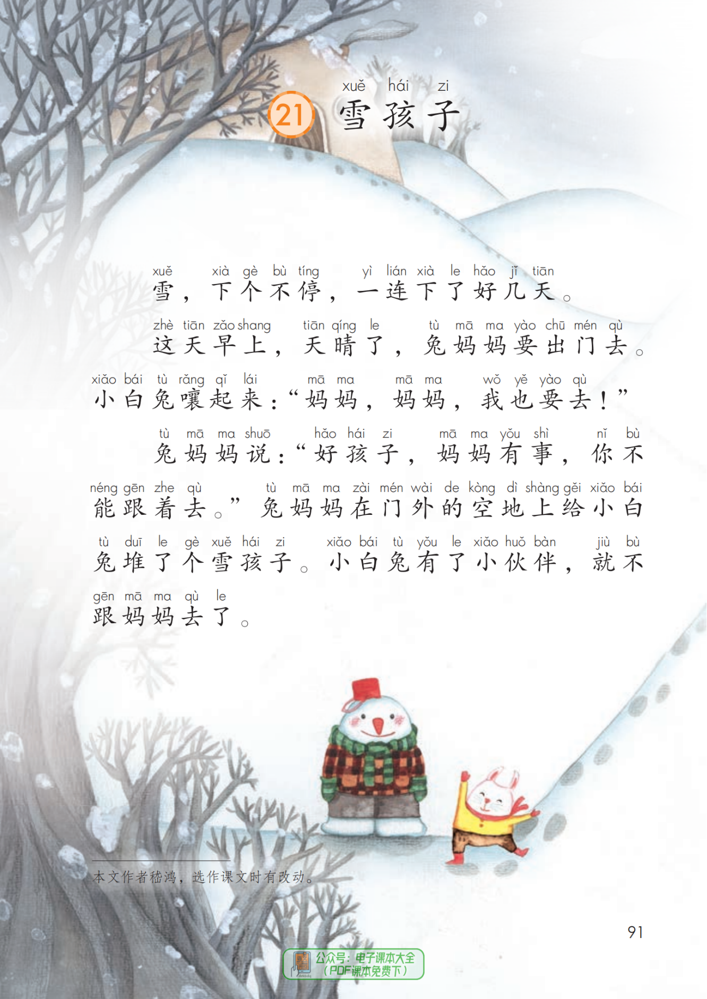 xuě hái zi
21 雪孩子
xuě xià gè bù tíng yì lián xià le hǎo jǐ tiān
雪，下个不停，一连下了好几天。
zhè tiān zǎo shang tiān qíng le tù mā ma yào chū mén qù
这天早上，天晴了，兔妈妈要出门去。
xiǎo bái tù rǎng qǐ lái mā ma mā ma wǒ yě yào qù
小白兔嚷起来：“妈妈，妈妈，我也要去！”
tù mā ma shuō hǎo hái zi mā ma yǒu shì nǐ bù
兔妈妈说：“好孩子，妈妈有事，你不
néng gēn zhe qù tù mā ma zài mén wài de kòng dì shàng gěi xiǎo bái
能跟着去。”兔妈妈在门外的空地上给小白
tù duī le gè xuě hái zi xiǎo bái tù yǒu le xiǎo huǒ bàn jiù bù
兔堆了个雪孩子。小白兔有了小伙伴，就不
gēn mā ma qù le
跟妈妈去了。
本文作者嵇鸿，选作课文时有改动。
91
公众号：电子课本大全
（PDF课本免费下）
语文
dzkbdq